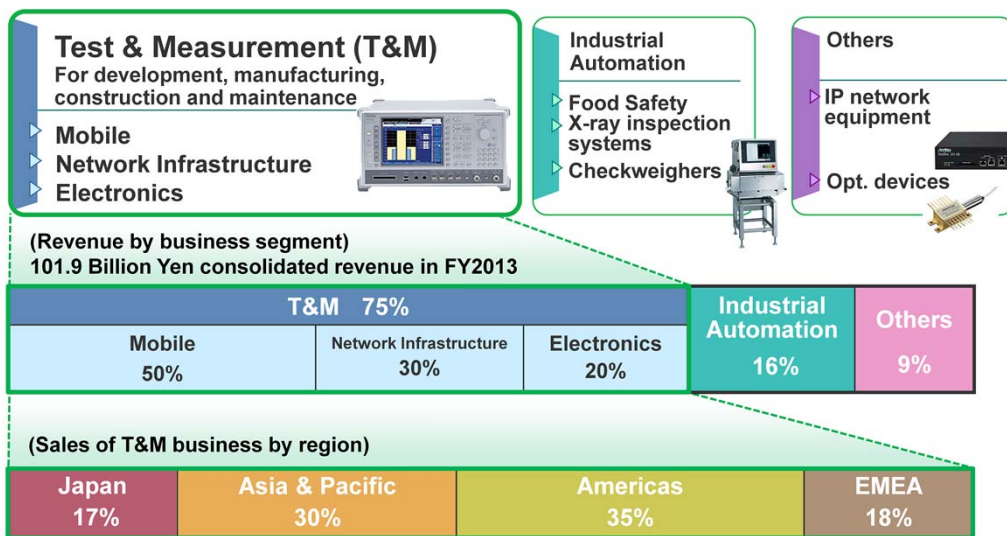 Test & Measurement (T&M)
For development, manufacturing,
construction and maintenance
Mobile
Network Infrastructure
Electronics
Industrial
Automation
Food Safety
X-ray inspection
systems
Checkweighers
Others
IP network
equipment
Opt. devices
(Revenue by business segment)
101.9 Billion Yen consolidated revenue in FY2013
T&M 75%
Mobile
50%
Network Infrastructure
30%
Electronics
20%
Industrial
Automation
16%
Others
9%
(Sales of T&M business by region)
Japan
17%
Asia & Pacific
30%
Americas
35%
EMEA
18%